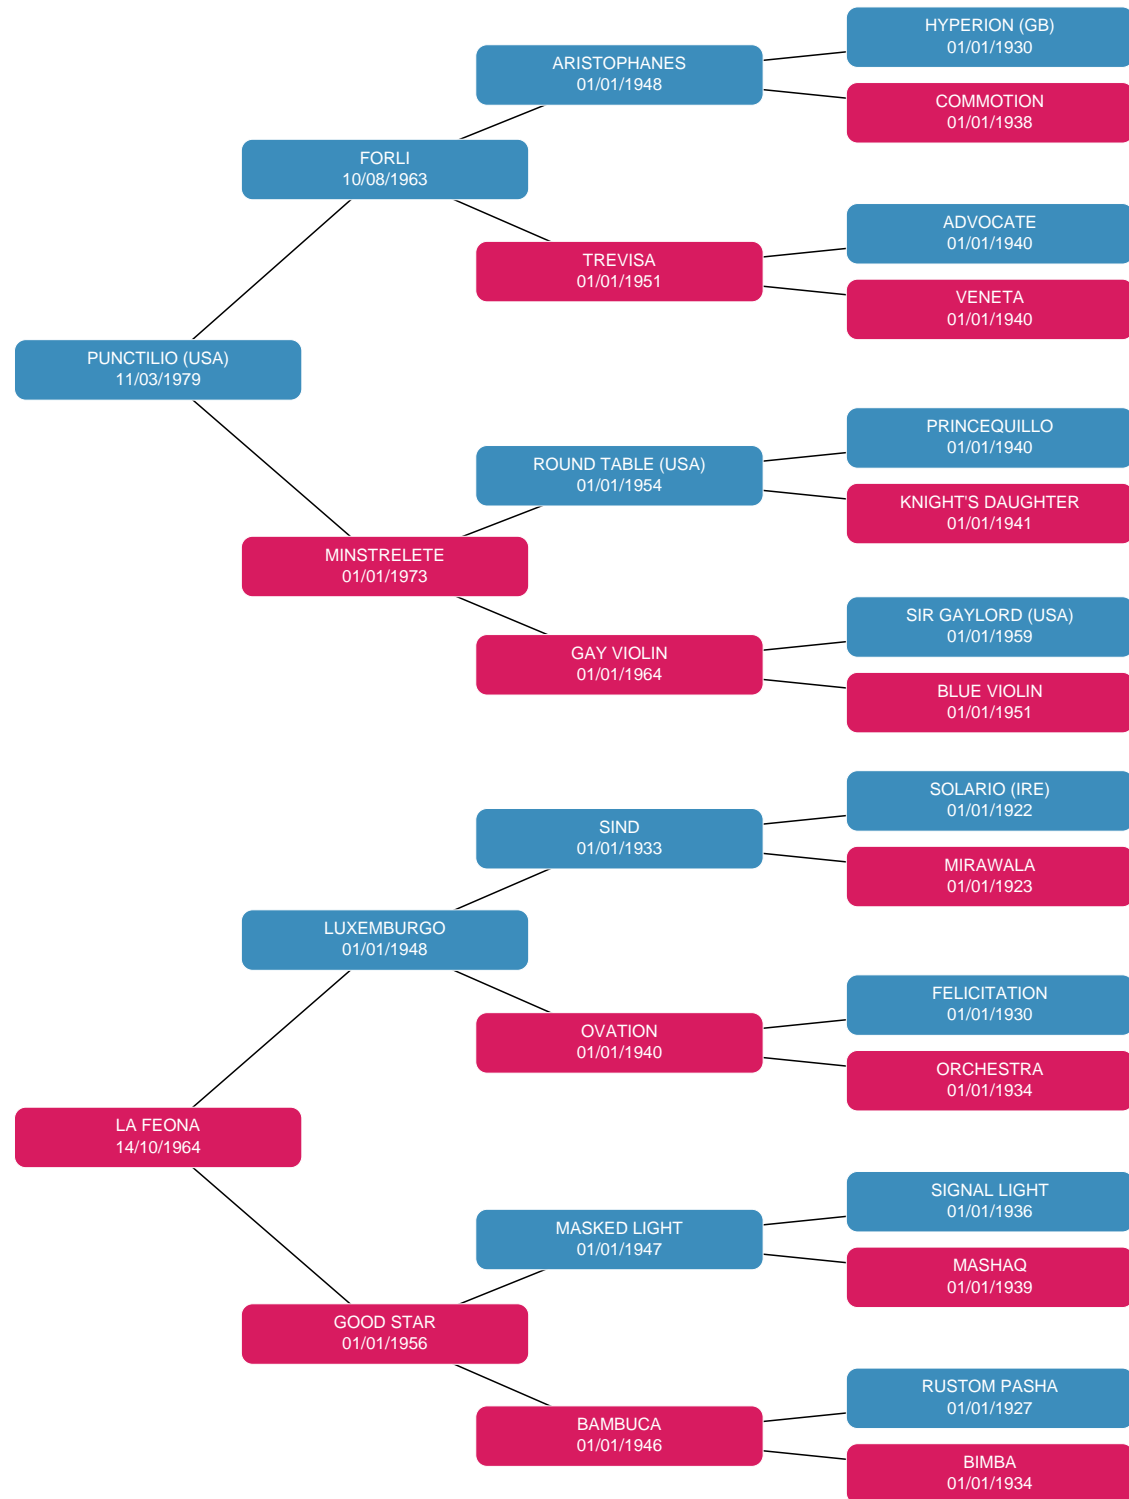 HYPERION (GB)
01/01/1930
ARISTOPHANES
01/01/1948
COMMOTION
01/01/1938
FORLI
10/08/1963
ADVOCATE
01/01/1940
TREVISA
01/01/1951
VENETA
01/01/1940
PUNCTILIO (USA)
11/03/1979
PRINCEQUILLO
01/01/1940
ROUND TABLE (USA)
01/01/1954
KNIGHT'S DAUGHTER
01/01/1941
MINSTRELETE
01/01/1973
SIR GAYLORD (USA)
01/01/1959
GAY VIOLIN
01/01/1964
BLUE VIOLIN
01/01/1951
SOLARIO (IRE)
01/01/1922
SIND
01/01/1933
MIRAWALA
01/01/1923
LUXEMBURGO
01/01/1948
FELICITATION
01/01/1930
OVATION
01/01/1940
ORCHESTRA
01/01/1934
LA FEONA
14/10/1964
SIGNAL LIGHT
01/01/1936
MASKED LIGHT
01/01/1947
MASHAQ
01/01/1939
GOOD STAR
01/01/1956
RUSTOM PASHA
01/01/1927
BAMBUCA
01/01/1946
BIMBA
01/01/1934